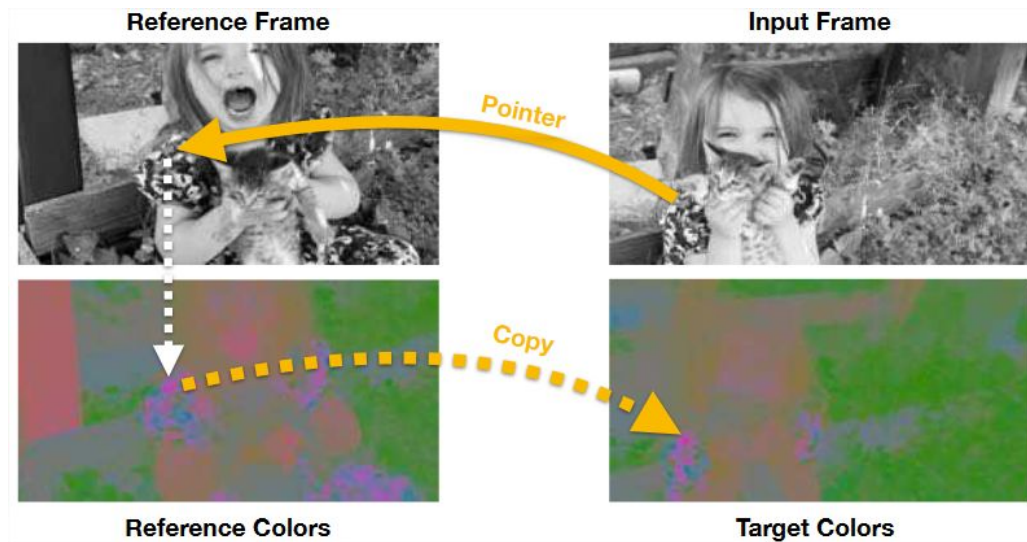 Reference Frame
Input Frame
Pointer
Copy
Reference Colors
Target Colors